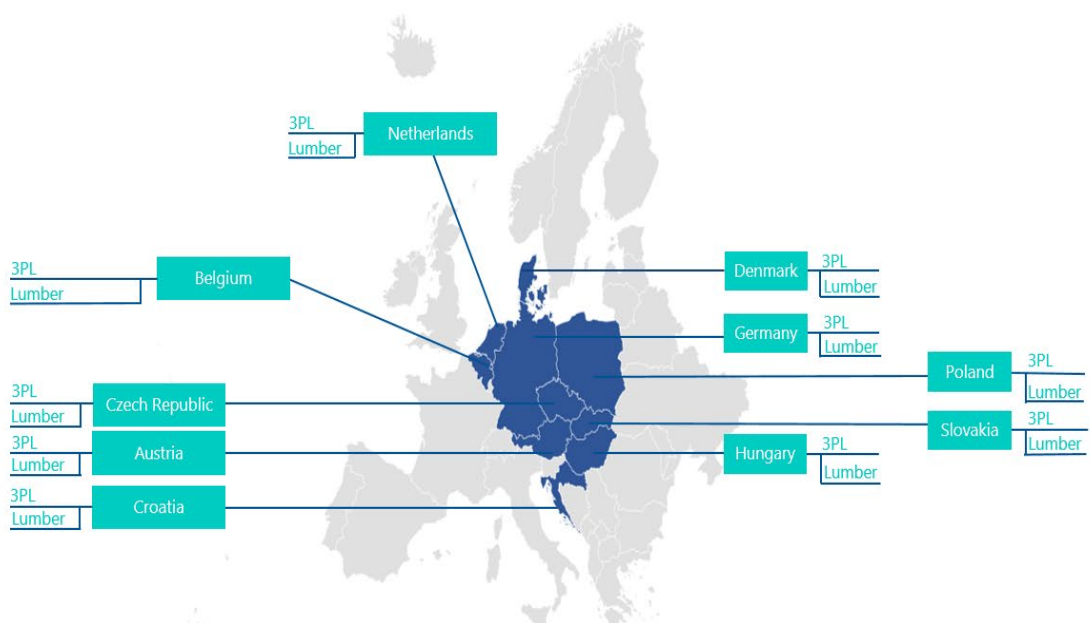 3PL
Netherlands
Lumber
3PL
Belgium
Lumber
Denmark
3PL
Lumber
Germany
3PL
Lumber
Poland
3PL
Lumber
3PL
Czech Republic
Lumber
Slovakia
3PL
Lumber
3PL
Austria
Lumber
Hungary
3PL
Lumber
3PL
Croatia
Lumber